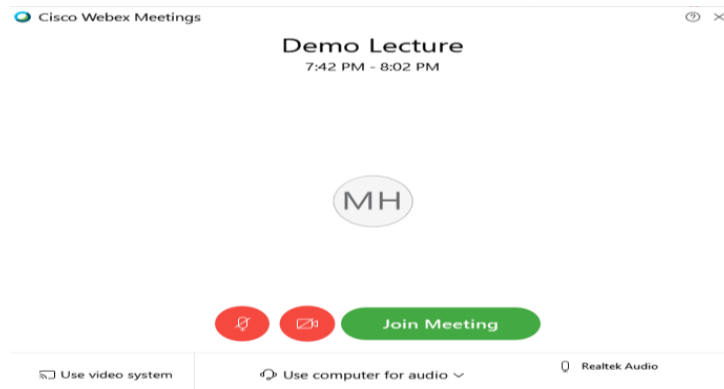 Cisco Webex Meetings
Demo Lecture
7:42 PM - 8:02 PM
MH
Join Meeting
Use video system
Use computer for audio
Realtek Audio